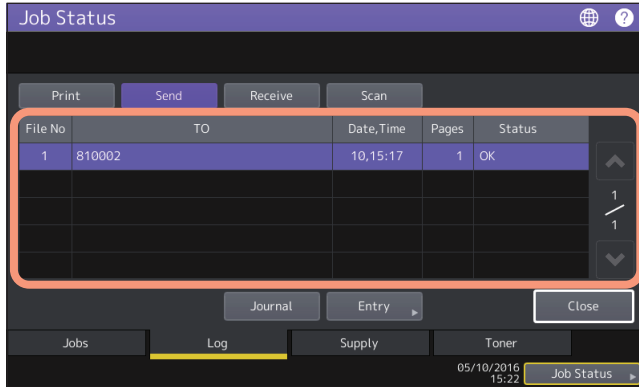 Job Status
?
Print Send Receive Scan
File No TO Date,Time Pages Status
1 810002 10,15:17 1 OK
1
1
Journal Entry Close
Jobs Log Supply Toner
05/10/2016
15:22
Job Status